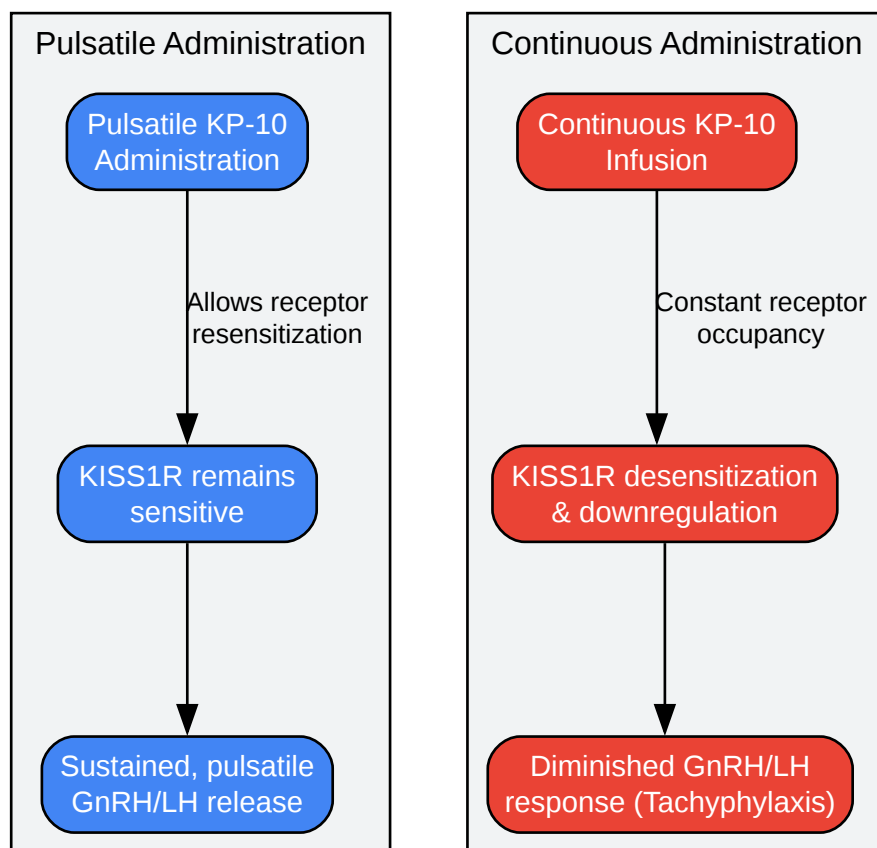 Pulsatile Administration
Pulsatile KP-10
Administration
Allows receptor
resensitization
KISS1R remains
sensitive
Sustained, pulsatile
GnRH/LH release
Continuous Administration
Continuous KP-10
Infusion
Constant receptor
occupancy
KISS1R desensitization
& downregulation
Diminished GnRH/LH
response (Tachyphylaxis)